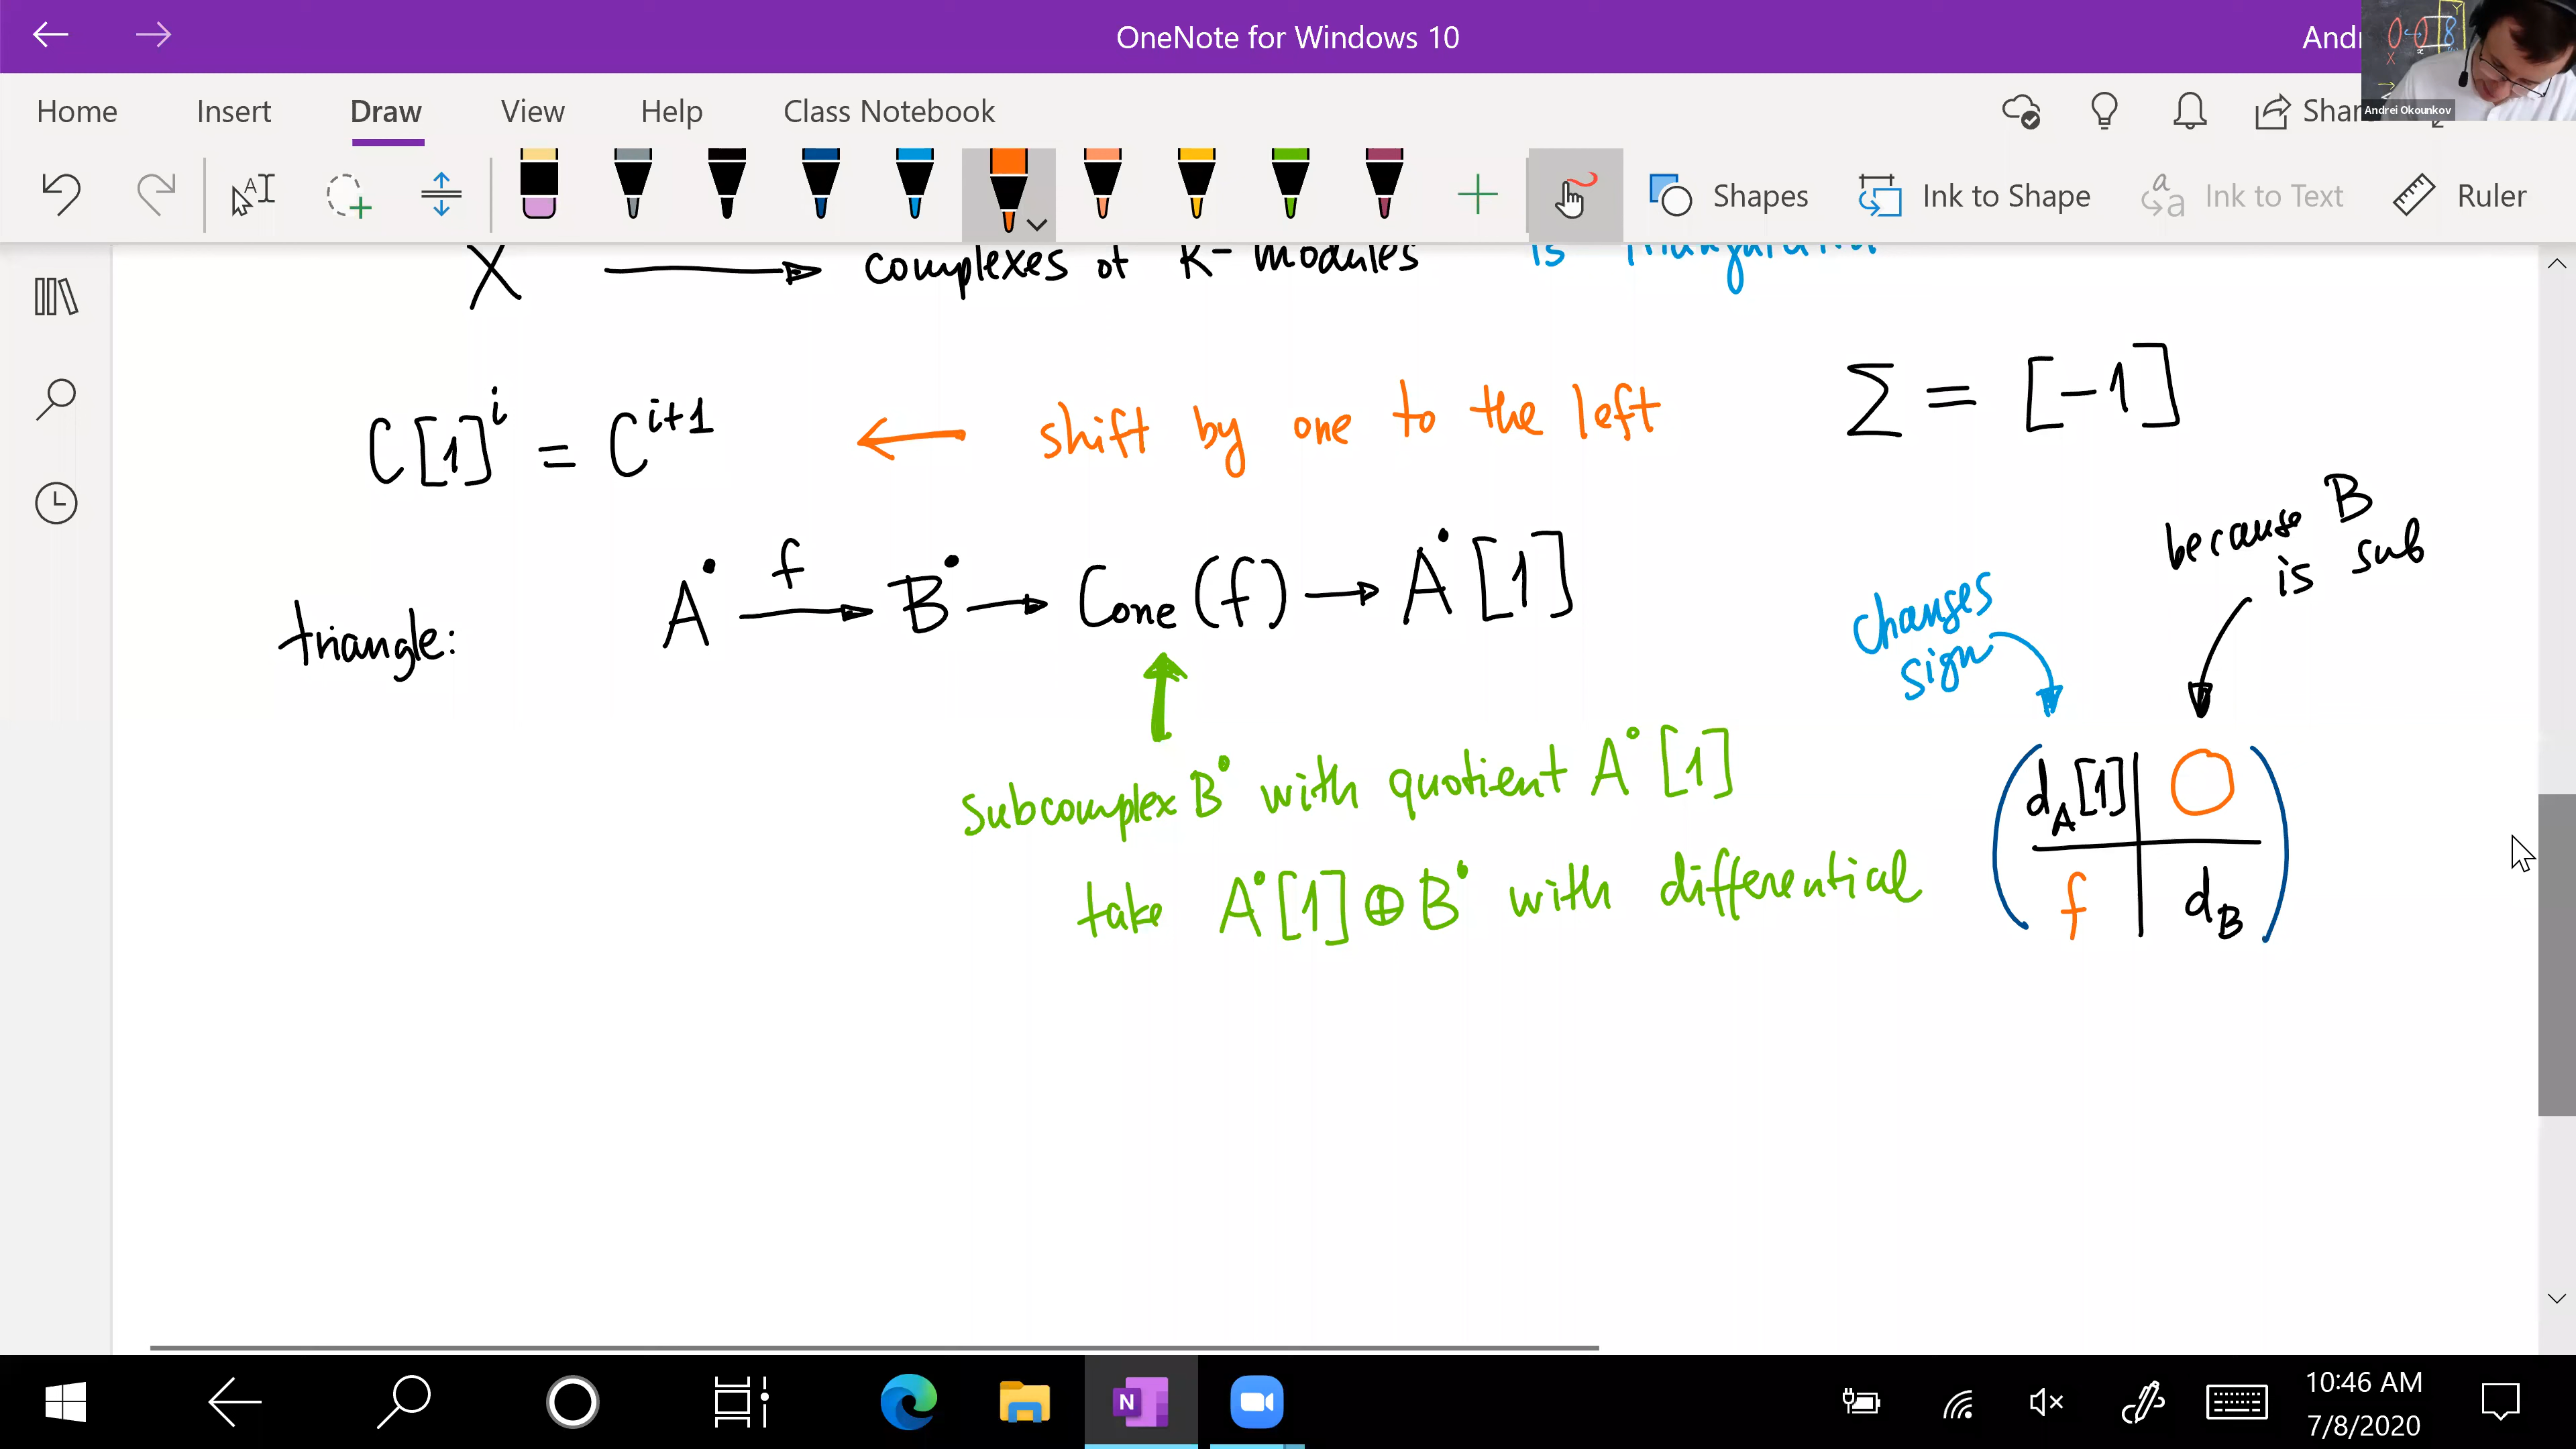 OneNote for Windows 10
Andrei Okounkov
Home Insert Draw View Help Class Notebook
Shapes Ink to Shape Ink to Text Ruler
X → complexes of K-modules is
C[1]^i = C^{i+1} ← shift by one to the left Σ = [-1]
because B
is sub
changes
sign
triangle: A^• —f→ B^• → Cone(f) → A^•[1]
subcomplex B^• with quotient A^•[1]
take A^•[1] ⊕ B^• with differential
d_A[1] 0
f d_B
10:46 AM
7/8/2020